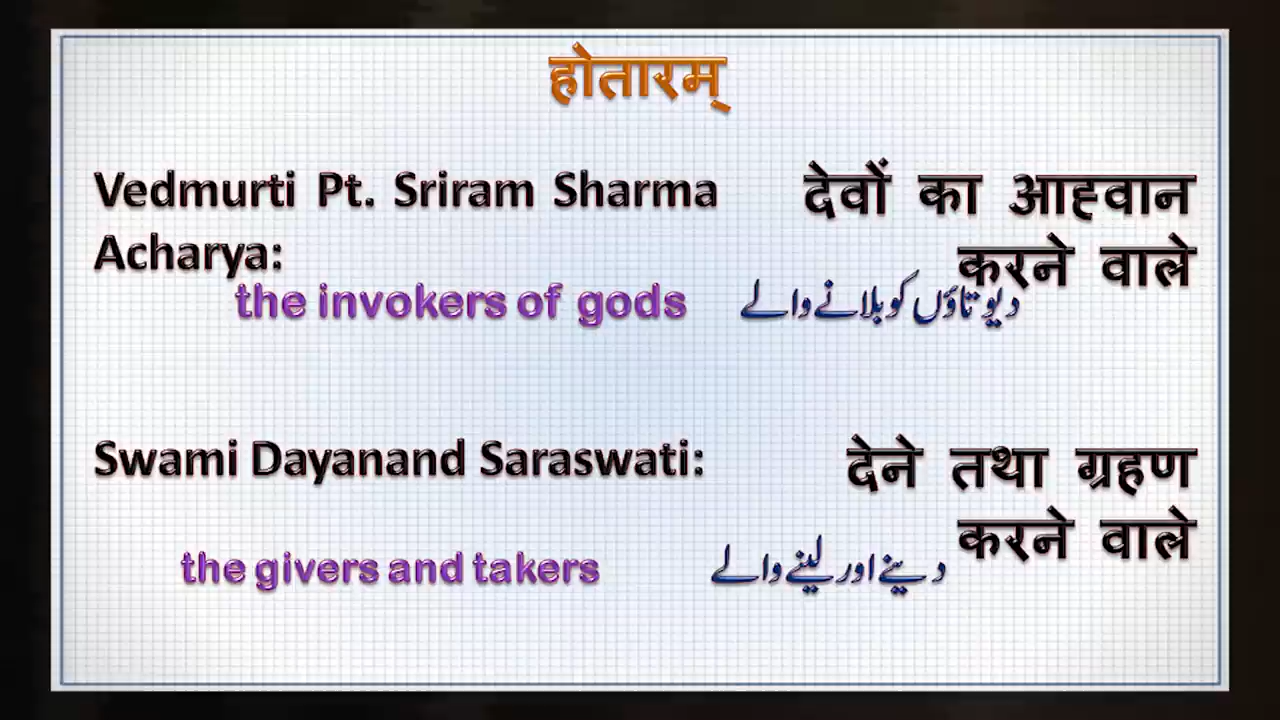 होतारम्
Vedmurti Pt. Sriram Sharma
Acharya:
देवों का आह्वान
करने वाले
the invokers of gods
دیوتاؤں کو بلانے والے
Swami Dayanand Saraswati:
देने तथा ग्रहण
करने वाले
the givers and takers
دینے اور لینے والے